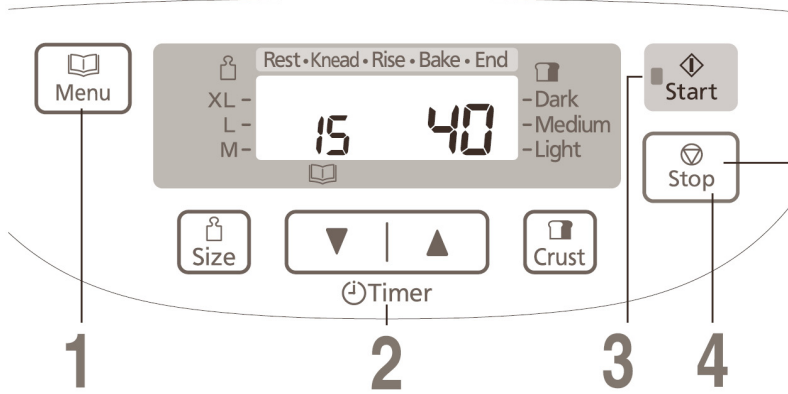 Menu
Rest • Knead • Rise • Bake • End
XL –
L –
M –
15
40
– Dark
– Medium
– Light
Start
Stop
Size
Timer
Crust
1
2
3
4